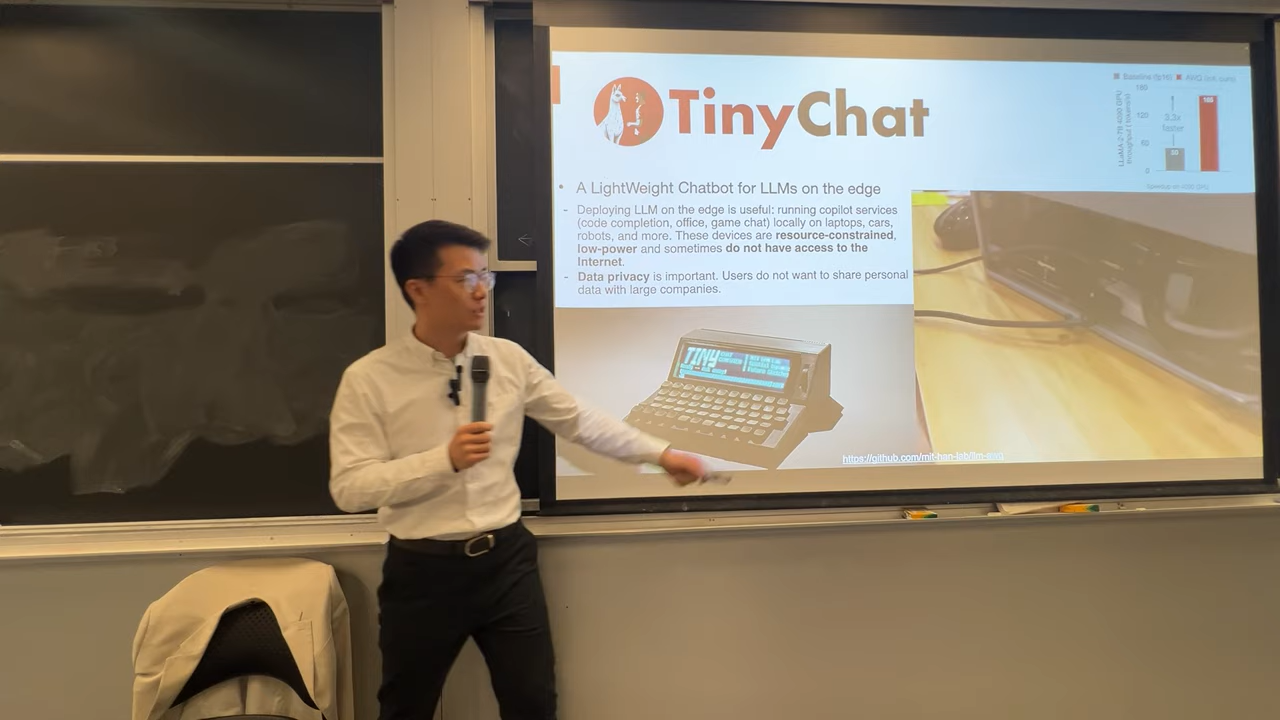 TinyChat
• A LightWeight Chatbot for LLMs on the edge
- Deploying LLM on the edge is useful: running copilot services
(code completion, office, game chat) locally on laptops, cars,
robots, and more. These devices are resource-constrained,
low-power and sometimes do not have access to the
Internet.
- Data privacy is important. Users do not want to share personal
data with large companies.
180
120
60
3.3x
faster
TINY
https://github.com/mit-han-lab/llm-awq